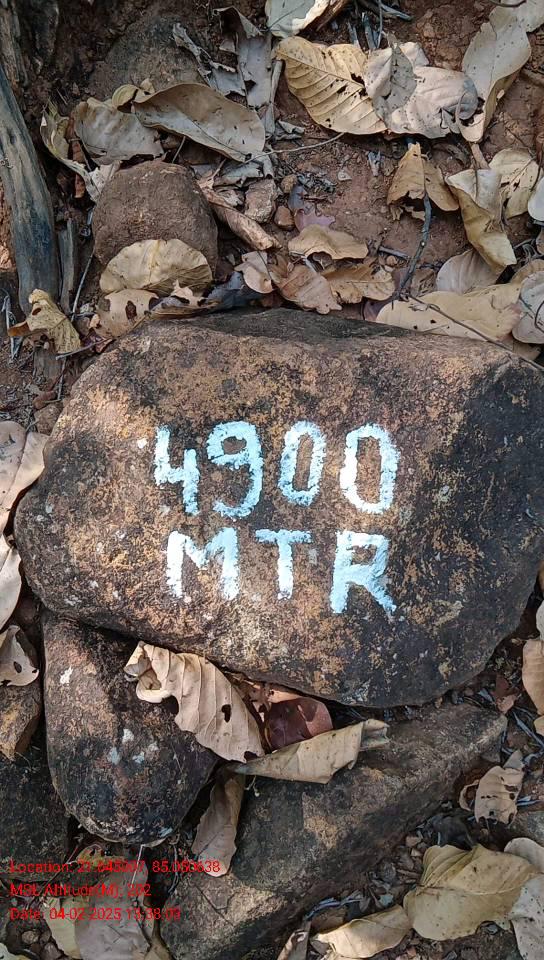 4900
MTR
Location:
MSL Altitude(M): 202
Date: 04-02-2025